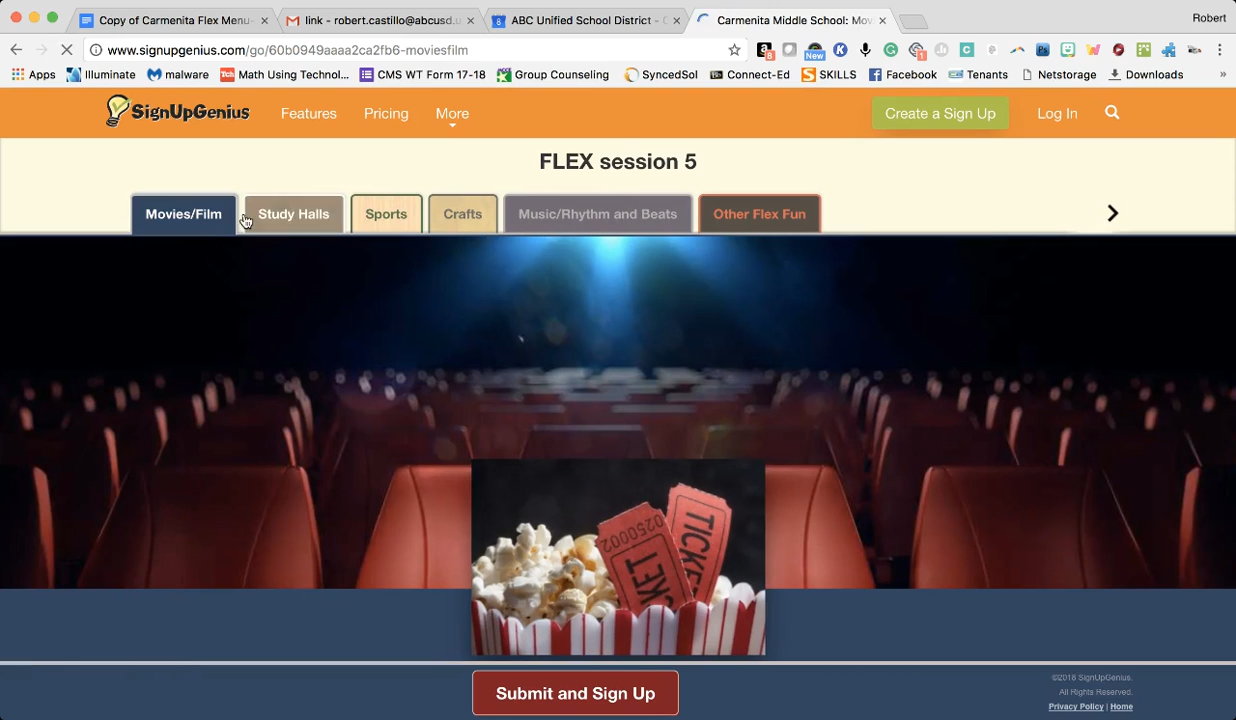 Copy of Carmenita Flex Menu
link - robert.castillo@abcusd.u
ABC Unified School District - C
Carmenita Middle School: Mov
Robert
www.signupgenius.com/go/60b0949aaaa2ca2fb6-moviesfilm
New
Apps
Illuminate
malware
Math Using Technol...
CMS WT Form 17-18
Group Counseling
SyncedSol
Connect-Ed
SKILLS
Facebook
Tenants
Netstorage
Downloads
»
SignUpGenius
Features
Pricing
More
Create a Sign Up
Log In
FLEX session 5
Movies/Film
Study Halls
Sports
Crafts
Music/Rhythm and Beats
Other Flex Fun
0250002
TICKET
TICKET
Submit and Sign Up
©2018 SignUpGenius.
All Rights Reserved.
Privacy Policy | Home